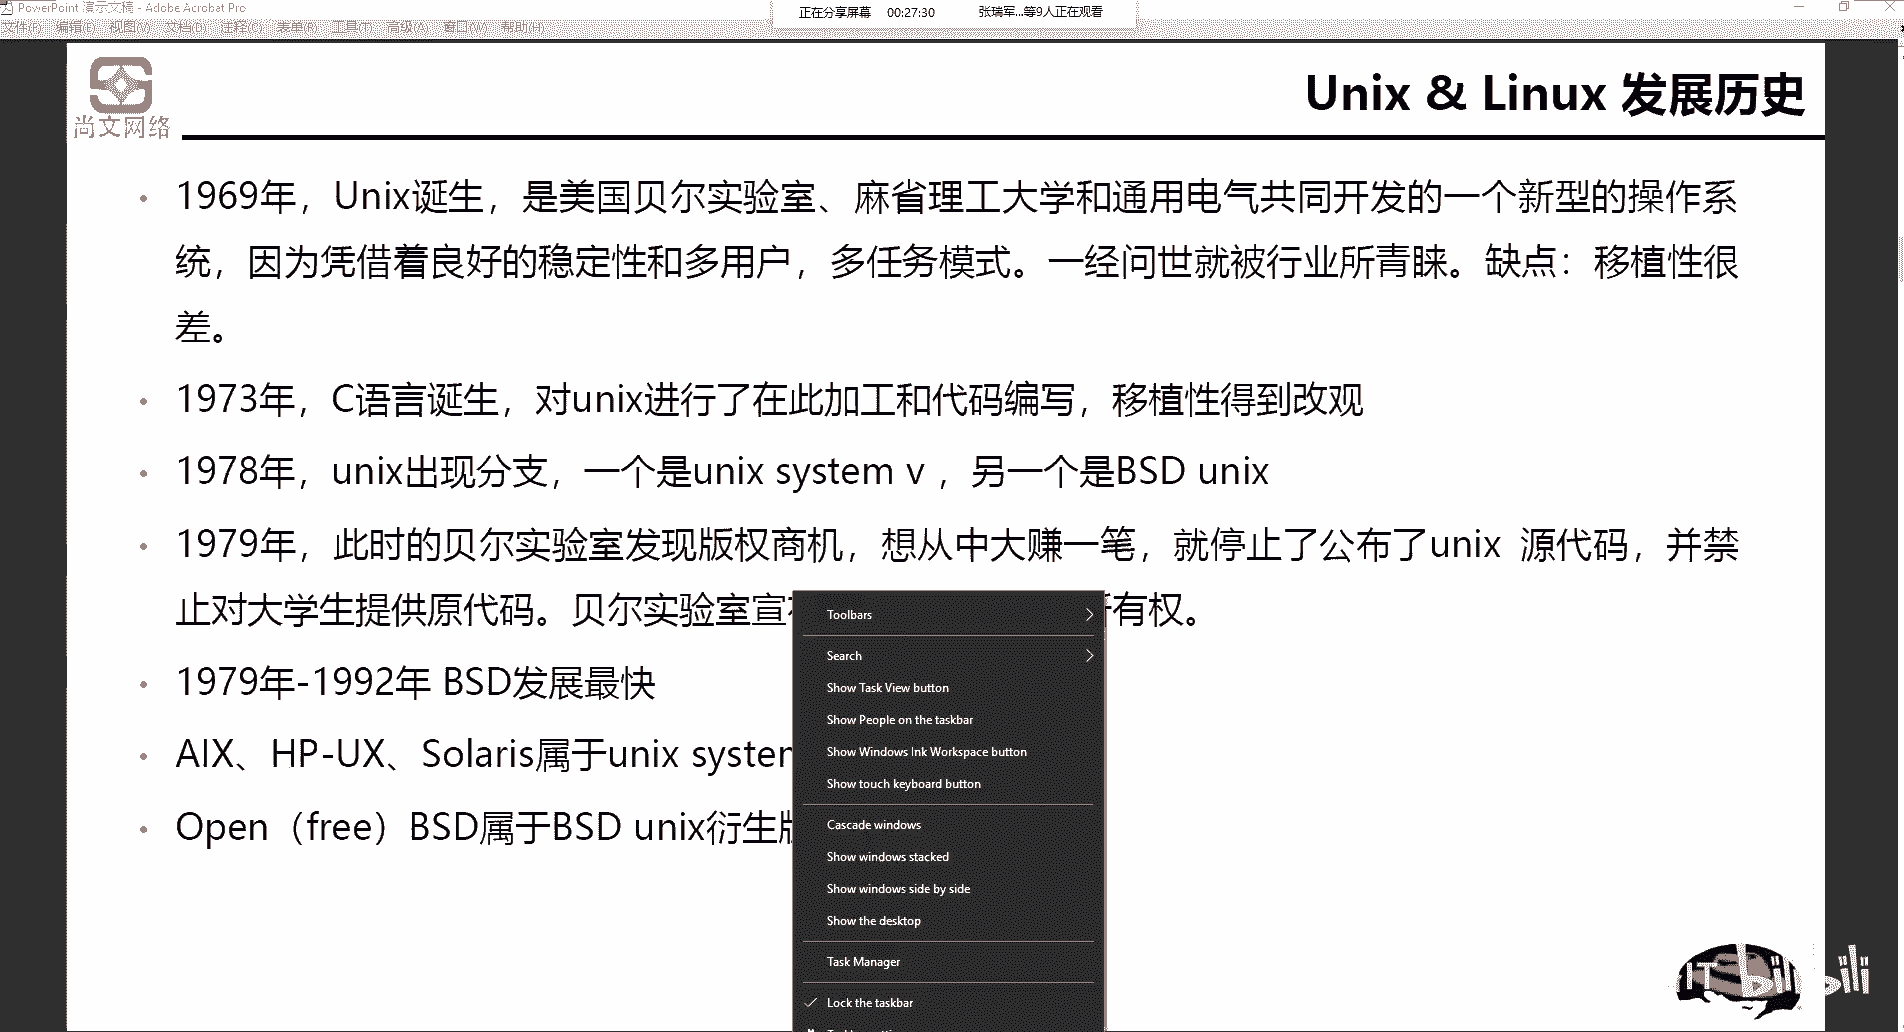 PowerPoint 演示文稿 - Adobe Acrobat Pro
正在分享屏幕 00:27:30 张瑞军...等9人正在观看
文件(F) 编辑(E) 视图(V) 文档(D) 注释(C) 表单(R) 工具(T) 高级(A) 窗口(W) 帮助(H)
尚文网络
Unix & Linux 发展历史
• 1969年，Unix诞生，是美国贝尔实验室、麻省理工大学和通用电气共同开发的一个新型的操作系
统，因为凭借着良好的稳定性和多用户，多任务模式。一经问世就被行业所青睐。缺点：移植性很
差。
• 1973年，C语言诞生，对unix进行了在此加工和代码编写，移植性得到改观
• 1978年，unix出现分支，一个是unix system v ，另一个是BSD unix
• 1979年，此时的贝尔实验室发现版权商机，想从中大赚一笔，就停止了公布了unix 源代码，并禁
止对大学生提供原代码。贝尔实验室宣 有权。
• 1979年-1992年 BSD发展最快
• AIX、HP-UX、Solaris属于unix system
• Open（free）BSD属于BSD unix衍生
Toolbars
Search
Show Task View button
Show People on the taskbar
Show Windows Ink Workspace button
Show touch keyboard button
Cascade windows
Show windows stacked
Show windows side by side
Show the desktop
Task Manager
Lock the taskbar
IT bilibili